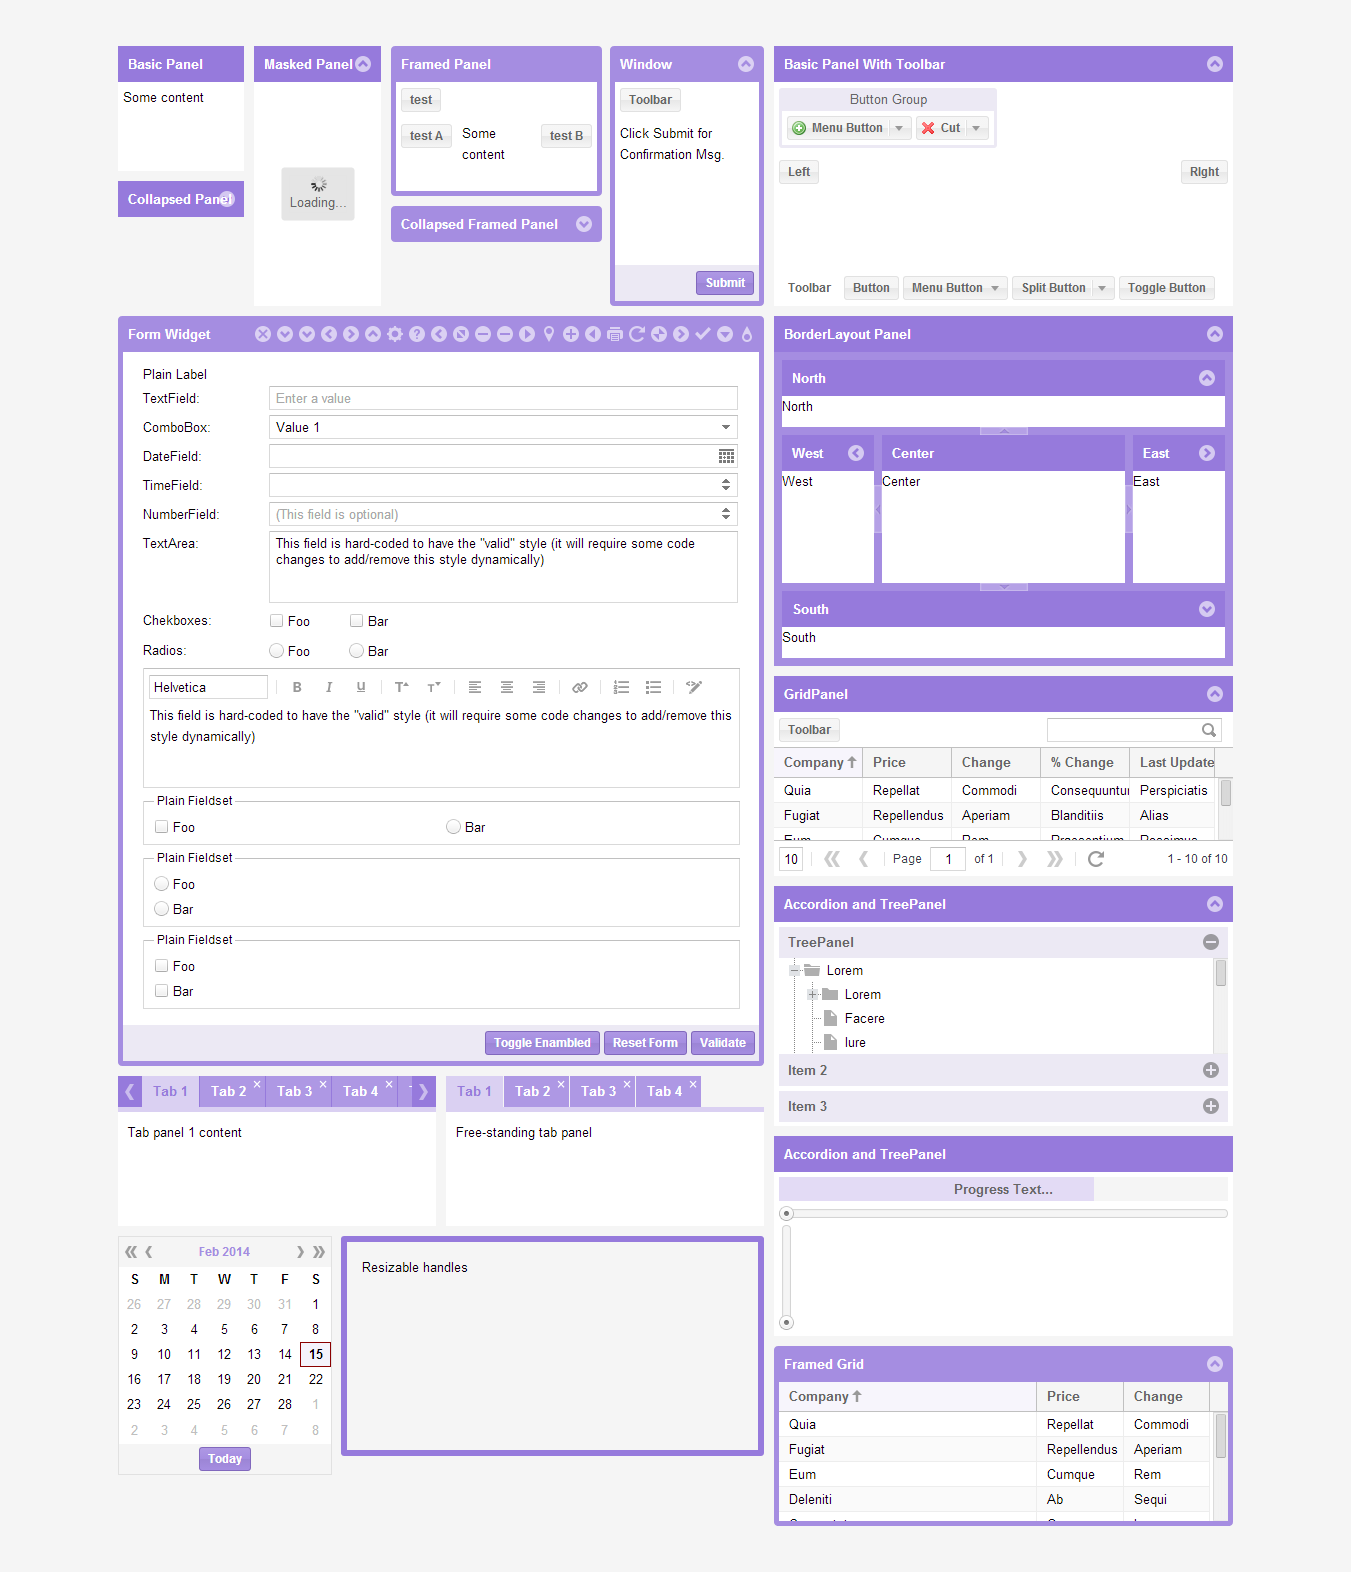 Basic Panel
Some content
Collapsed Panel
Masked Panel
Loading...
Framed Panel
test
test A
Some
content
test B
Collapsed Framed Panel
Window
Toolbar
Click Submit for
Confirmation Msg.
Submit
Basic Panel With Toolbar
Button Group
Menu Button
Cut
Left
Right
Toolbar
Button
Menu Button
Split Button
Toggle Button
Form Widget
Plain Label
TextField:
Enter a value
ComboBox:
Value 1
DateField:
TimeField:
NumberField:
(This field is optional)
TextArea:
This field is hard-coded to have the "valid" style (it will require some code
changes to add/remove this style dynamically)
Chekboxes:
Foo
Bar
Radios:
Foo
Bar
Helvetica
B I U T T
This field is hard-coded to have the "valid" style (it will require some code changes to add/remove this
style dynamically)
Plain Fieldset
Foo
Bar
Plain Fieldset
Foo
Bar
Plain Fieldset
Foo
Bar
Toggle Enambled
Reset Form
Validate
BorderLayout Panel
North
North
West
West
Center
Center
East
East
South
South
GridPanel
Toolbar
Company Price Change % Change Last Update
Quia Repellat Commodi Consequuntur Perspiciatis
Fugiat Repellendus Aperiam Blanditiis Alias
Eum Cumque Rem Praesentium Possimus
10 Page 1 of 1 1 - 10 of 10
Accordion and TreePanel
TreePanel
Lorem
Lorem
Facere
Iure
Item 2
Item 3
Tab 1 Tab 2 Tab 3 Tab 4
Tab panel 1 content
Tab 1 Tab 2 Tab 3 Tab 4
Free-standing tab panel
Accordion and TreePanel
Progress Text...
Feb 2014
S M T W T F S
26 27 28 29 30 31 1
2 3 4 5 6 7 8
9 10 11 12 13 14 15
16 17 18 19 20 21 22
23 24 25 26 27 28 1
2 3 4 5 6 7 8
Today
Resizable handles
Framed Grid
Company Price Change
Quia Repellat Commodi
Fugiat Repellendus Aperiam
Eum Cumque Rem
Deleniti Ab Sequi